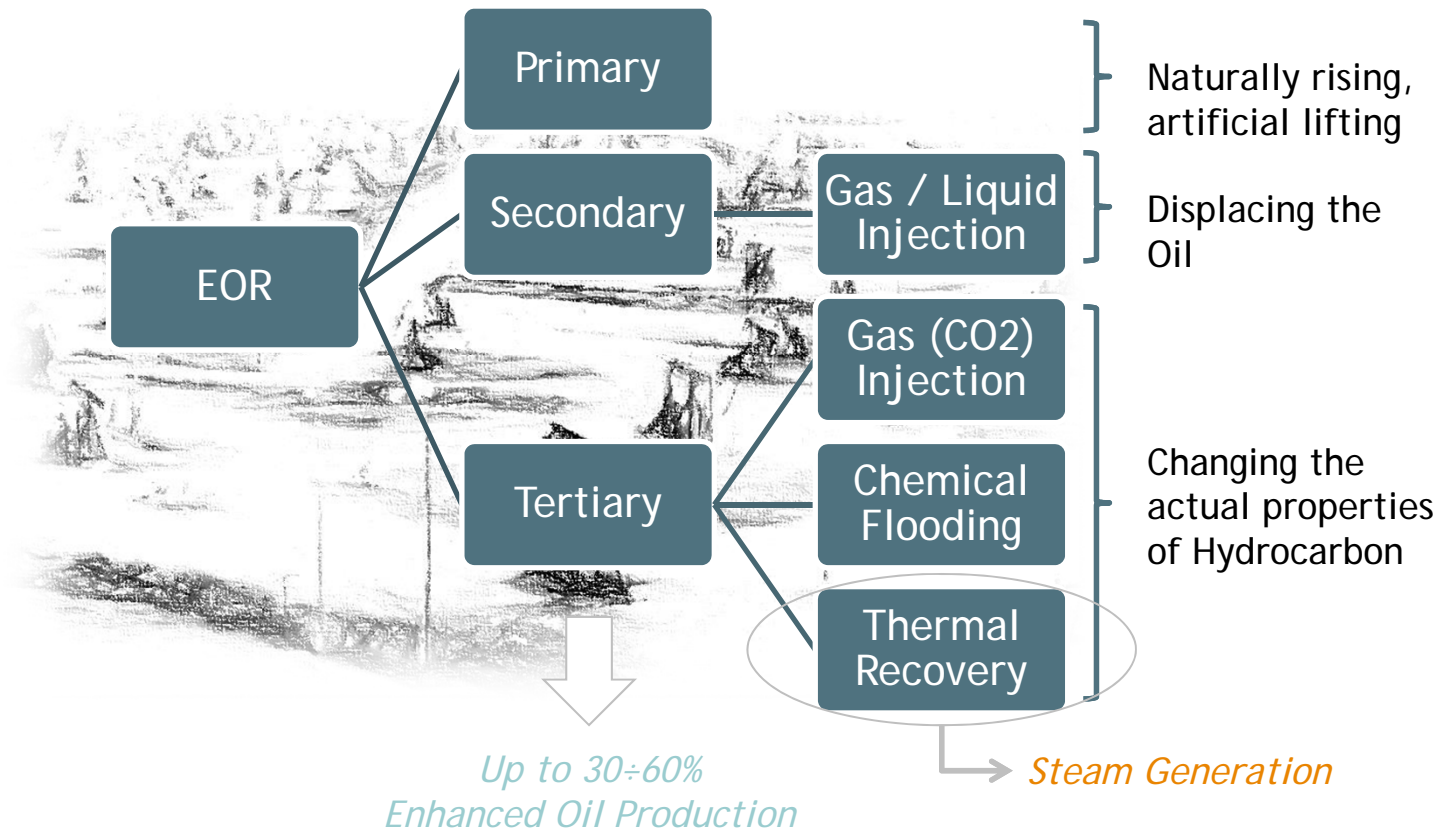 Primary
Naturally rising,
artificial lifting
Secondary
Gas / Liquid
Injection
Displacing the
Oil
EOR
Gas (CO2)
Injection
Tertiary
Chemical
Flooding
Changing the
actual properties
of Hydrocarbon
Thermal
Recovery
Up to 30÷60%
Enhanced Oil Production
Steam Generation